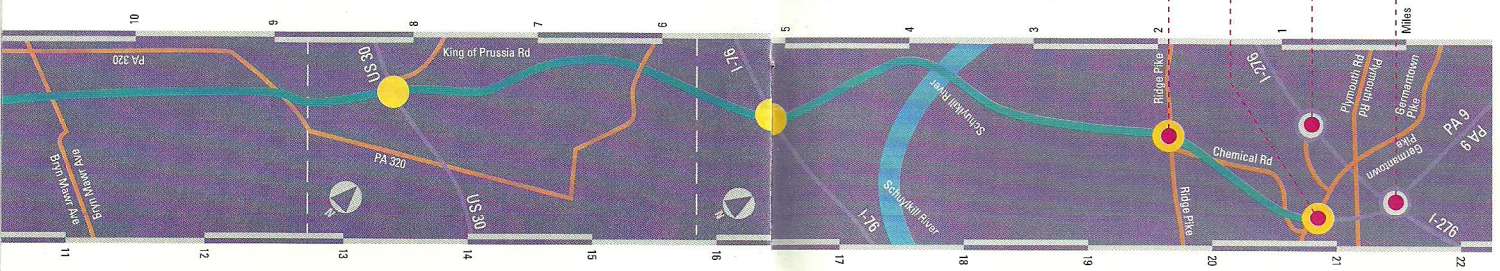 10
9
8
7
6
5
4
3
2
1
Miles
PA 320
US 30
King of Prussia Rd
I-76
Schuylkill River
Ridge Pike
I-276
Plymouth Rd
Plymouth Rd
Germantown
Pike
PA 9
PA 9
Bryn Mawr Ave
Bryn Mawr Ave
PA 320
N
US 30
N
I-76
Schuylkill River
Chemical Rd
Ridge Pike
Germantown
Pike
I-276
11
12
13
14
15
16
17
18
19
20
21
22